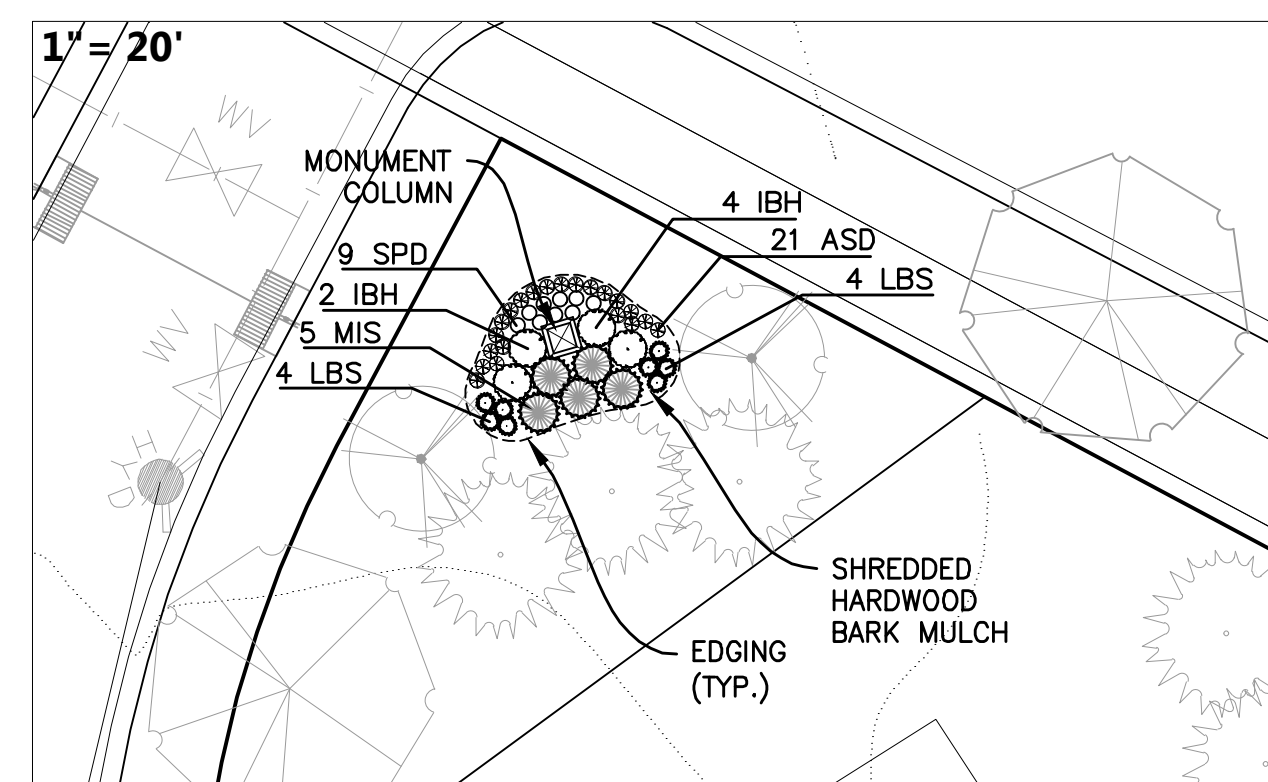 1"= 20'
W
MONUMENT
COLUMN
4 IBH
21 ASD
9 SPD
4 LBS
2 IBH
W
5 MIS
4 LBS
HYD
SHREDDED
HARDWOOD
BARK MULCH
EDGING
(TYP.)